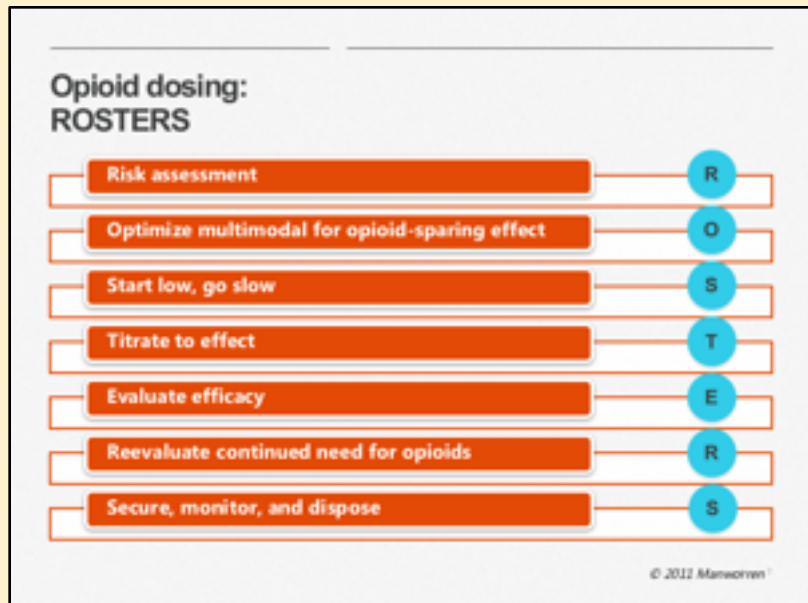 Opioid dosing:
ROSTERS
Risk assessment R
Optimize multimodal for opioid-sparing effect O
Start low, go slow S
Titrate to effect T
Evaluate efficacy E
Reevaluate continued need for opioids R
Secure, monitor, and dispose S
© 2011 Manworren